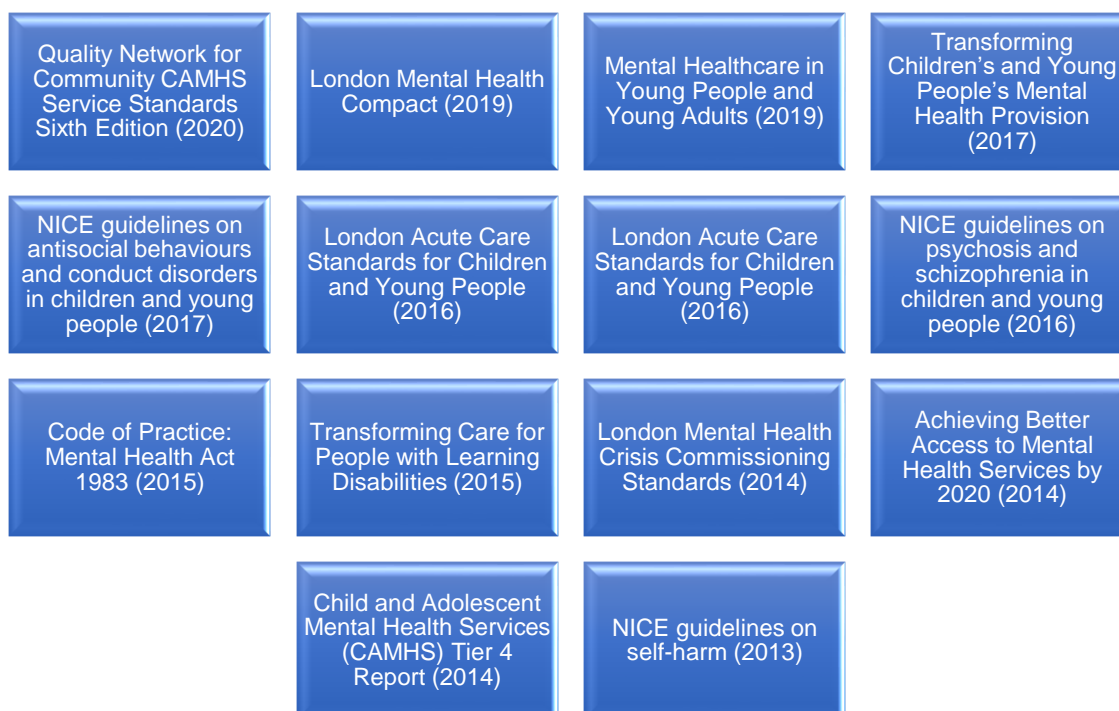 Quality Network for
Community CAMHS
Service Standards
Sixth Edition (2020)
London Mental Health
Compact (2019)
Mental Healthcare in
Young People and
Young Adults (2019)
Transforming
Children’s and Young
People’s Mental
Health Provision
(2017)
NICE guidelines on
antisocial behaviours
and conduct disorders
in children and young
people (2017)
London Acute Care
Standards for Children
and Young People
(2016)
London Acute Care
Standards for Children
and Young People
(2016)
NICE guidelines on
psychosis and
schizophrenia in
children and young
people (2016)
Code of Practice:
Mental Health Act
1983 (2015)
Transforming Care for
People with Learning
Disabilities (2015)
London Mental Health
Crisis Commissioning
Standards (2014)
Achieving Better
Access to Mental
Health Services by
2020 (2014)
Child and Adolescent
Mental Health Services
(CAMHS) Tier 4
Report (2014)
NICE guidelines on
self-harm (2013)